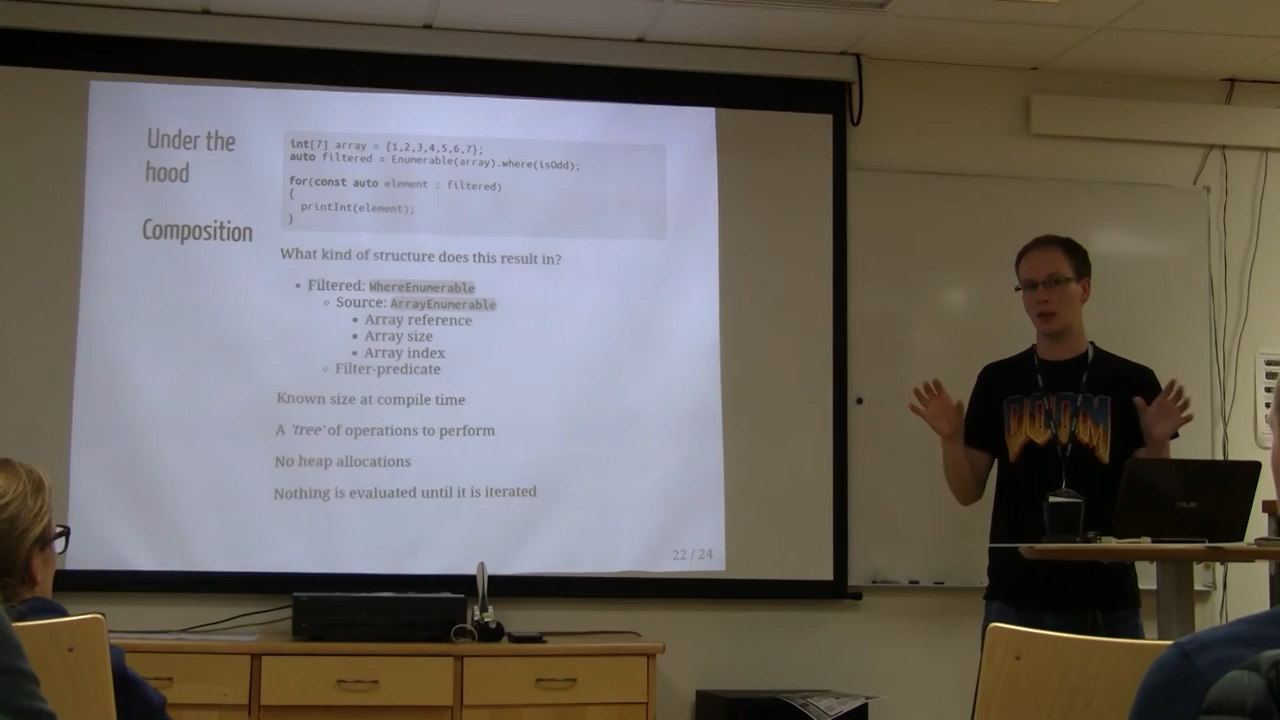 Under the
hood
Composition
int[7] array = {1,2,3,4,5,6,7};
auto filtered = Enumerable(array).where(isOdd);
for(const auto element : filtered)
{
printInt(element);
}
What kind of structure does this result in?
• Filtered: WhereEnumerable
◦ Source: ArrayEnumerable
▪ Array reference
▪ Array size
▪ Array index
◦ Filter-predicate
Known size at compile time
A 'tree' of operations to perform
No heap allocations
Nothing is evaluated until it is iterated
22 / 24
DOOM
ASUS